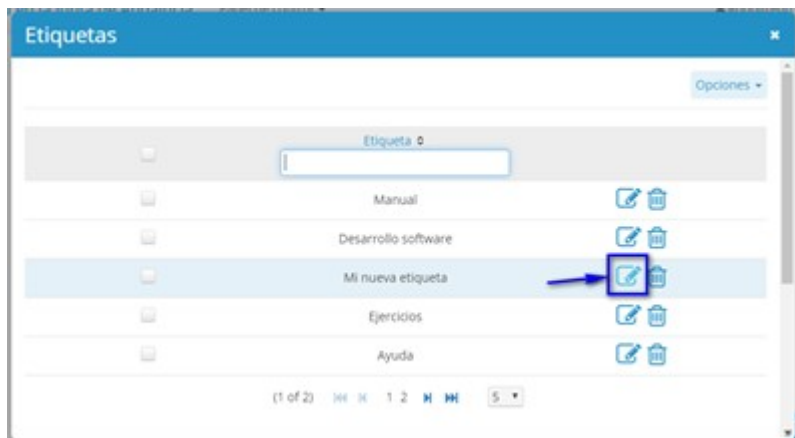 Etiquetas
Opciones
Etiqueta
Manual
Desarrollo software
Mi nueva etiqueta
Ejercicios
Ayuda
(1 of 2) 1 2 5